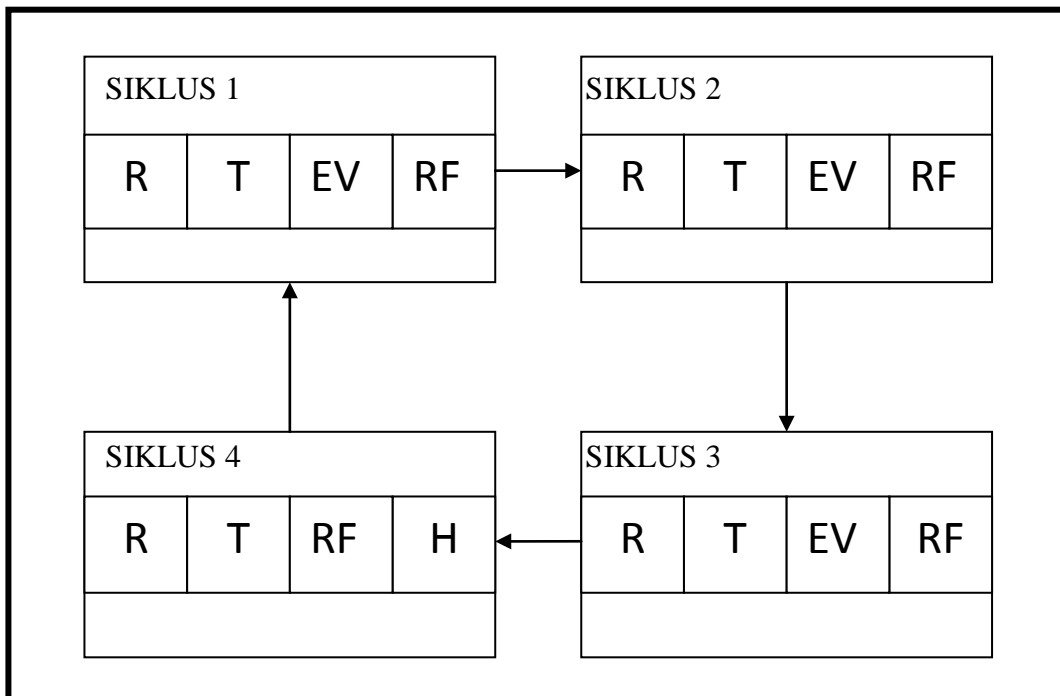 SIKLUS 1
R T EV RF
SIKLUS 2
R T EV RF
SIKLUS 4
R T RF H
SIKLUS 3
R T EV RF